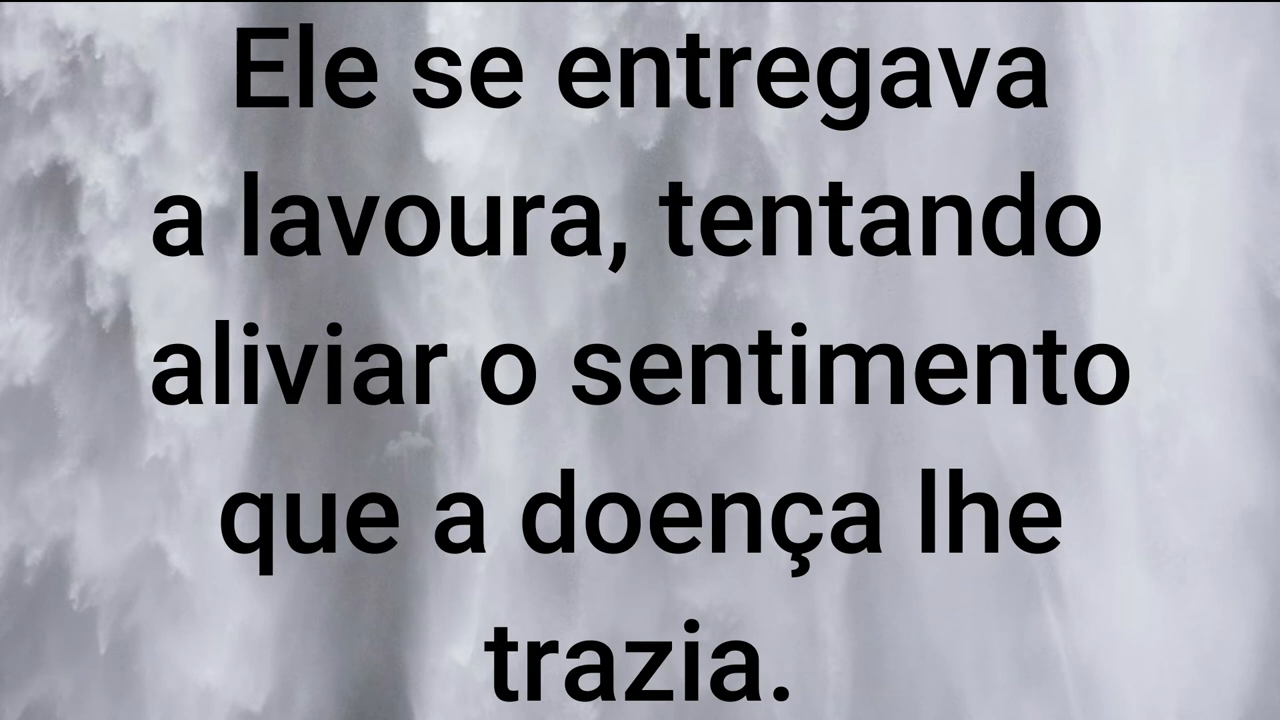 Ele se entregava
a lavoura, tentando
aliviar o sentimento
que a doença lhe
trazia.